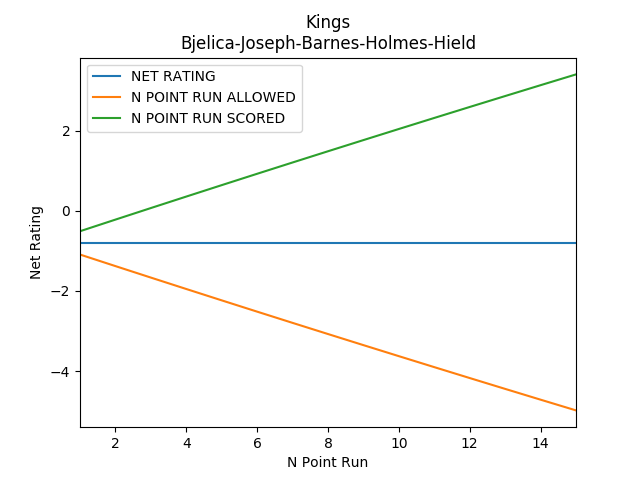 Kings
Bjelica-Joseph-Barnes-Holmes-Hield
NET RATING
N POINT RUN ALLOWED
N POINT RUN SCORED
2
0
−2
−4
Net Rating
2 4 6 8 10 12 14
N Point Run